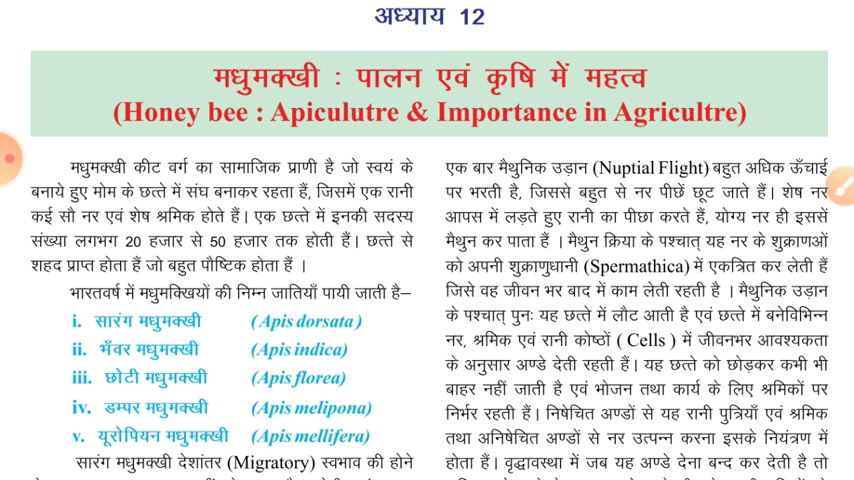 अध्याय 12
मधुमक्खी : पालन एवं कृषि में महत्व
(Honey bee : Apiculutre & Importance in Agricultre)
मधुमक्खी कीट वर्ग का सामाजिक प्राणी है जो स्वयं के
बनाये हुए मोम के छत्ते में संघ बनाकर रहता हैं, जिसमें एक रानी
कई सौ नर एवं शेष श्रमिक होते हैं। एक छत्ते में इनकी सदस्य
संख्या लगभग 20 हजार से 50 हजार तक होती हैं। छत्ते से
शहद प्राप्त होता हैं जो बहुत पौष्टिक होता हैं ।
भारतवर्ष में मधुमक्खियों की निम्न जातियाँ पायी जाती है–
i. सारंग मधुमक्खी (Apis dorsata )
ii. भँवर मधुमक्खी (Apis indica)
iii. छोटी मधुमक्खी (Apis florea)
iv. डम्पर मधुमक्खी (Apis melipona)
v. यूरोपियन मधुमक्खी (Apis mellifera)
सारंग मधुमक्खी देशांतर (Migratory) स्वभाव की होने
एक बार मैथुनिक उड़ान (Nuptial Flight) बहुत अधिक ऊँचाई
पर भरती है, जिससे बहुत से नर पीछें छूट जाते हैं। शेष नर
आपस में लड़ते हुए रानी का पीछा करते हैं, योग्य नर ही इससें
मैथुन कर पाता हैं । मैथुन क्रिया के पश्चात् यह नर के शुक्राणओं
को अपनी शुक्राणुधानी (Spermathica) में एकत्रित कर लेती हैं
जिसे वह जीवन भर बाद में काम लेती रहती है । मैथुनिक उड़ान
के पश्चात् पुनः यह छत्ते में लौट आती है एवं छत्ते में बनेविभिन्न
नर, श्रमिक एवं रानी कोष्ठों ( Cells ) में जीवनभर आवश्यकता
के अनुसार अण्डे देती रहती हैं। यह छत्ते को छोड़कर कभी भी
बाहर नहीं जाती है एवं भोजन तथा कार्य के लिए श्रमिकों पर
निर्भर रहती हैं। निषेचित अण्डों से यह रानी पुत्रियाँ एवं श्रमिक
तथा अनिषेचित अण्डों से नर उत्पन्न करना इसके नियंत्रण में
होता हैं। वृद्धावस्था में जब यह अण्डे देना बन्द कर देती है तो